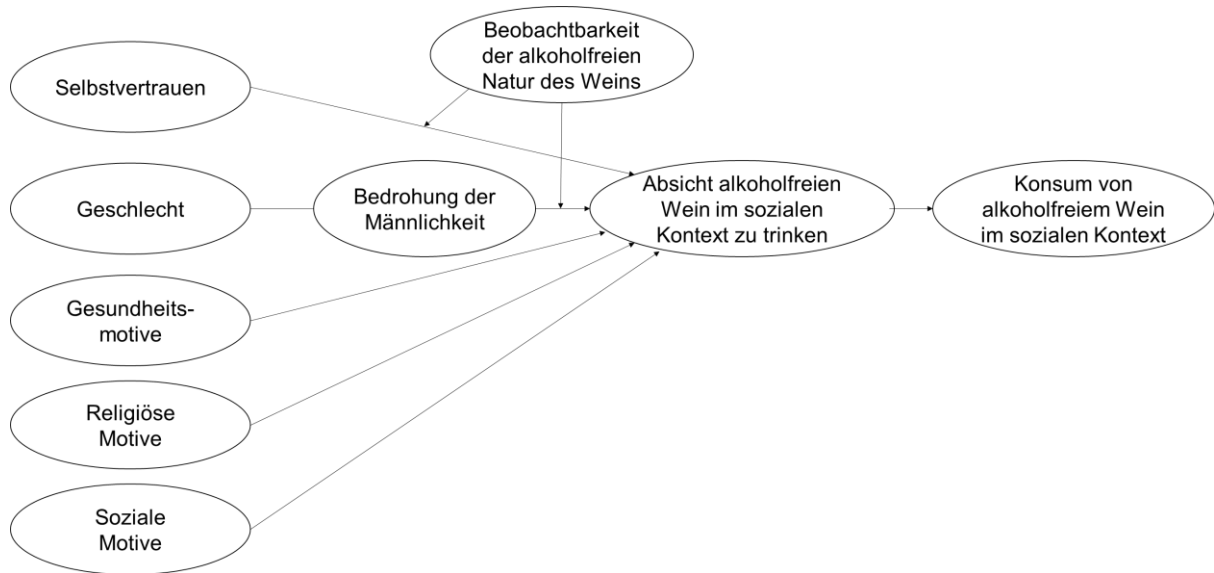 Beobachtbarkeit
der alkoholfreien
Natur des Weins
Selbstvertrauen
Geschlecht
Bedrohung der
Männlichkeit
Absicht alkoholfreien
Wein im sozialen
Kontext zu trinken
Konsum von
alkoholfreiem Wein
im sozialen Kontext
Gesundheits-
motive
Religiöse
Motive
Soziale
Motive